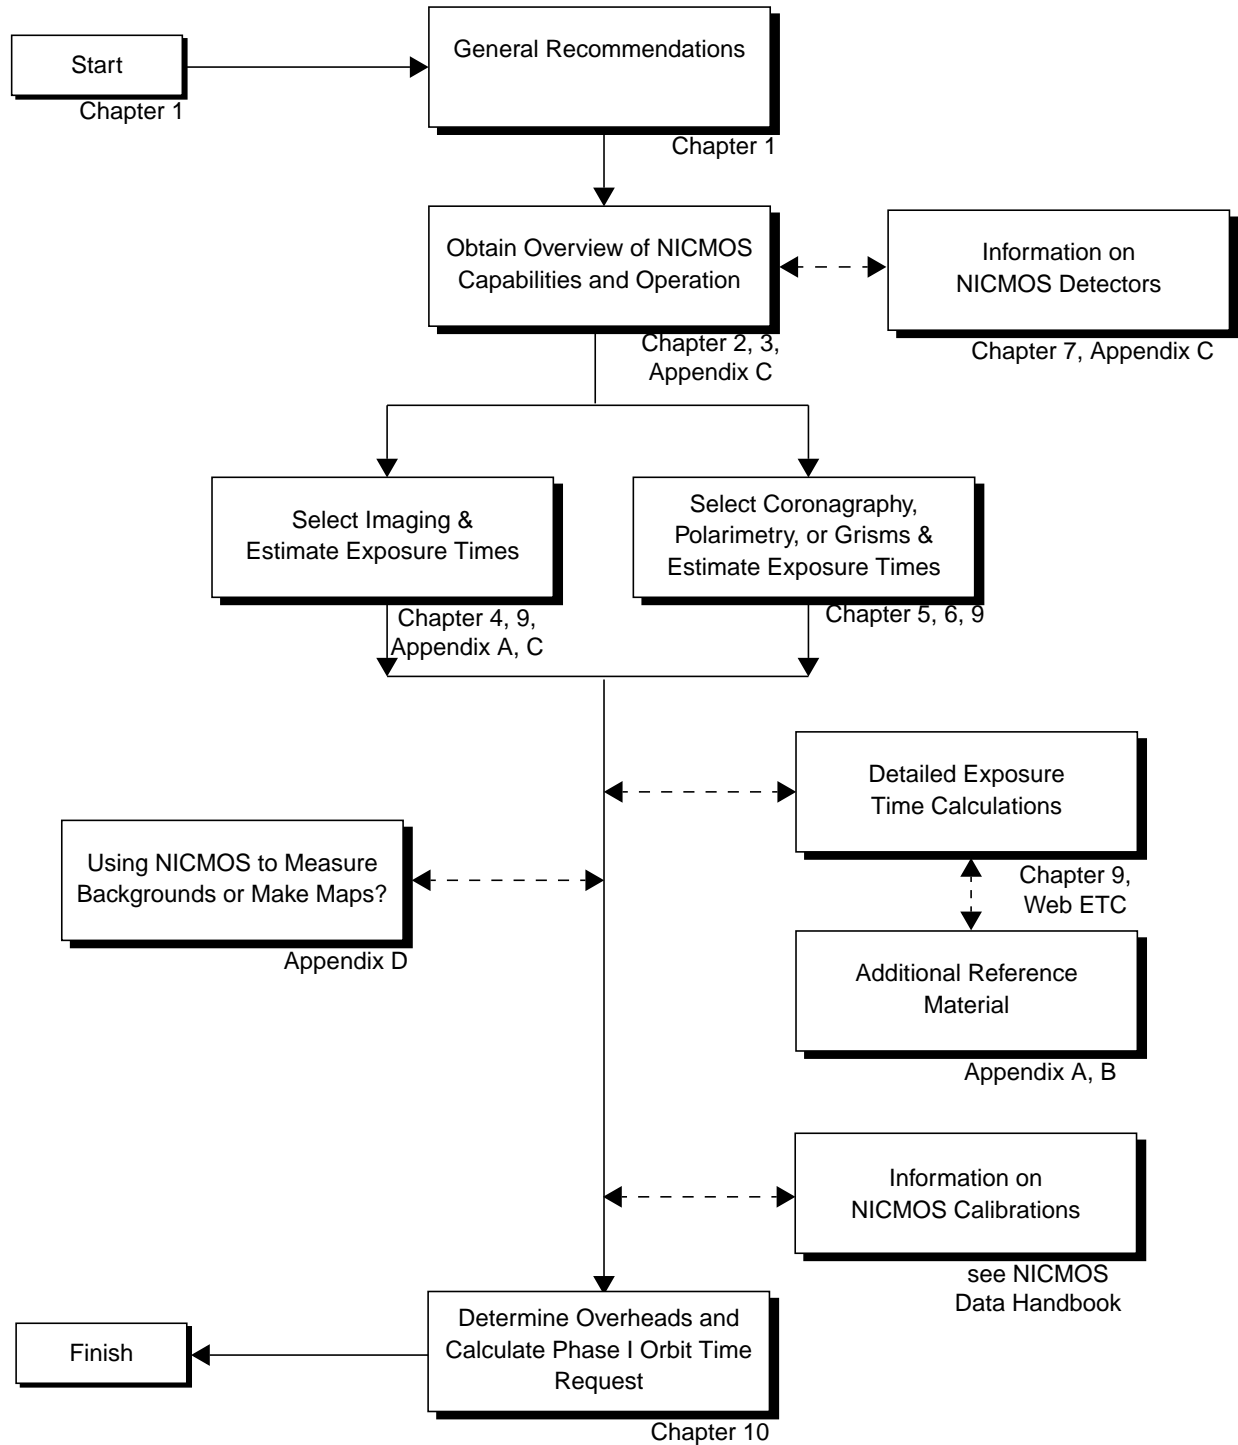 Start
Chapter 1
General Recommendations
Chapter 1
Obtain Overview of NICMOS
Capabilities and Operation
Chapter 2, 3,
Appendix C
Information on
NICMOS Detectors
Chapter 7, Appendix C
Select Imaging &
Estimate Exposure Times
Chapter 4, 9,
Appendix A, C
Select Coronagraphy,
Polarimetry, or Grisms &
Estimate Exposure Times
Chapter 5, 6, 9
Detailed Exposure
Time Calculations
Chapter 9,
Web ETC
Using NICMOS to Measure
Backgrounds or Make Maps?
Appendix D
Additional Reference
Material
Appendix A, B
Information on
NICMOS Calibrations
see NICMOS
Data Handbook
Determine Overheads and
Calculate Phase I Orbit Time
Request
Chapter 10
Finish